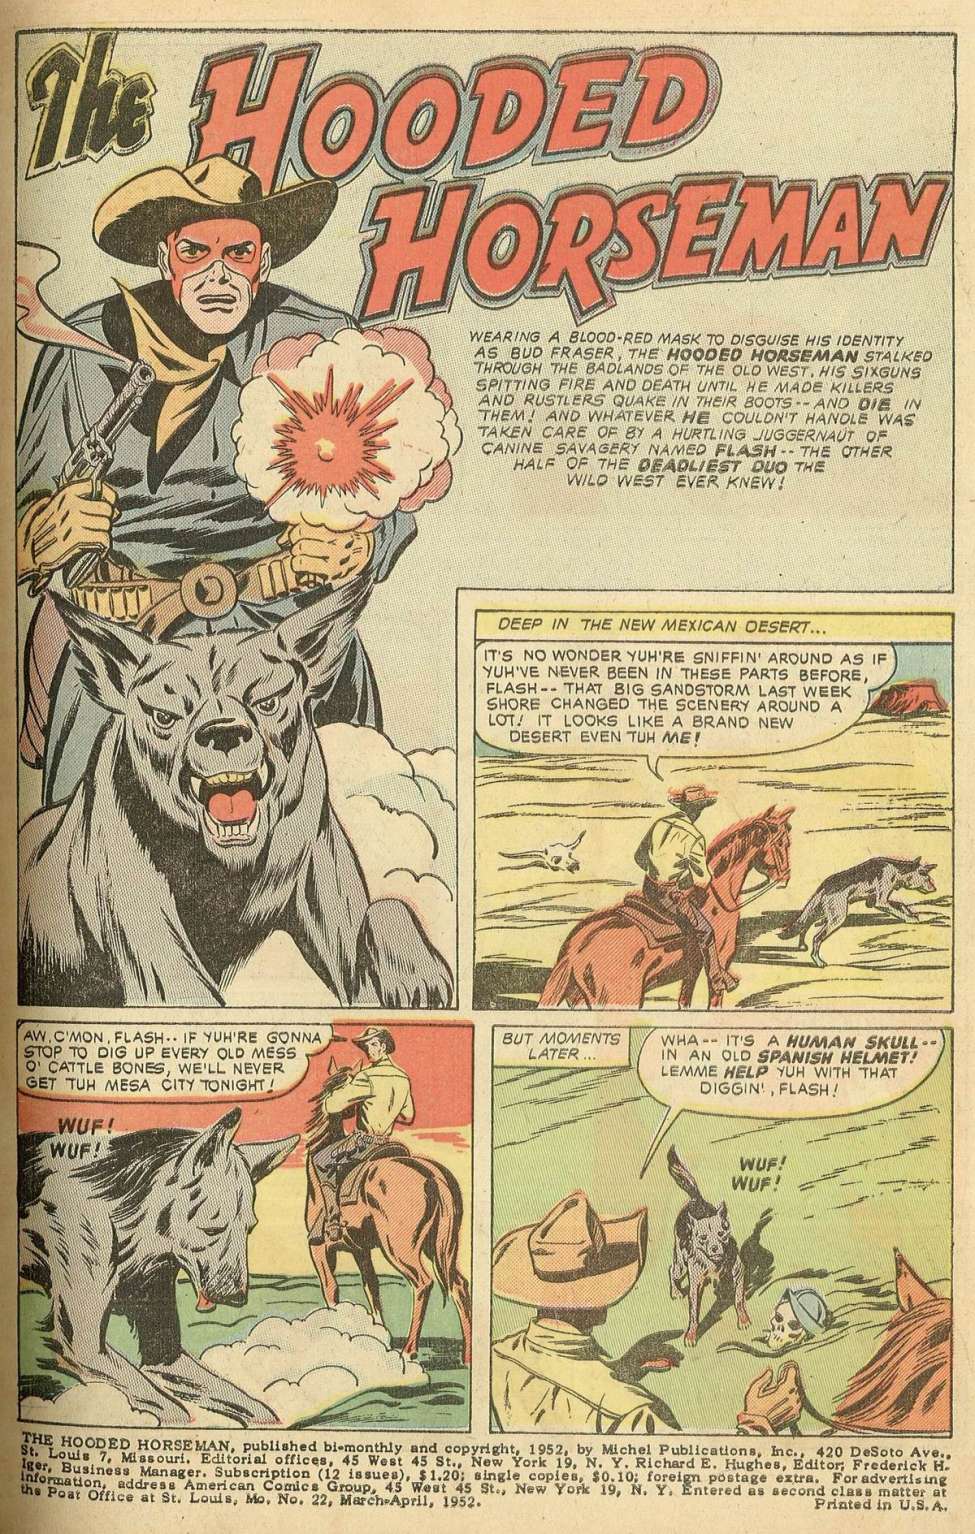 The
HOODED
HORSEMAN
WEARING A BLOOD-RED MASK TO DISGUISE HIS IDENTITY
AS BUD FRASER, THE HOODED HORSEMAN STALKED
THROUGH THE BADLANDS OF THE OLD WEST, HIS SIXGUNS
SPITTING FIRE AND DEATH UNTIL HE MADE KILLERS
AND RUSTLERS QUAKE IN THEIR BOOTS--AND DIE IN
THEM! AND WHATEVER HE COULDN'T HANDLE WAS
TAKEN CARE OF BY A HURTLING JUGGERNAUT OF
CANINE SAVAGERY NAMED FLASH--THE OTHER
HALF OF THE DEADLIEST DUO THE
WILD WEST EVER KNEW!
DEEP IN THE NEW MEXICAN DESERT...
IT'S NO WONDER YUH'RE SNIFFIN' AROUND AS IF
YUH'VE NEVER BEEN IN THESE PARTS BEFORE,
FLASH--THAT BIG SANDSTORM LAST WEEK
SHORE CHANGED THE SCENERY AROUND A
LOT! IT LOOKS LIKE A BRAND NEW
DESERT EVEN TUH ME!
AW, C'MON, FLASH--IF YUH'RE GONNA
STOP TO DIG UP EVERY OLD MESS
O' CATTLE BONES, WE'LL NEVER
GET TUH MESA CITY TONIGHT!
WUF!
WUF!
BUT MOMENTS
LATER...
WHA--IT'S A HUMAN SKULL--
IN AN OLD SPANISH HELMET!
LEMME HELP YUH WITH THAT
DIGGIN', FLASH!
WUF!
WUF!
THE HOODED HORSEMAN, published bi-monthly and copyright, 1952, by Michel Publications, Inc., 420 DeSoto Ave.,
St. Louis 7, Missouri. Editorial offices, 45 West 45 St., New York 19, N. Y. Richard E. Hughes, Editor; Frederick H.
Iger, Business Manager. Subscription (12 issues), $1.20; single copies, $0.10; foreign postage extra. For advertising
information, address American Comics Group, 45 West 45 St., New York 19, N. Y. Entered as second class matter at
the Post Office at St. Louis, Mo. No. 22, March-April, 1952.
Printed in U.S.A.